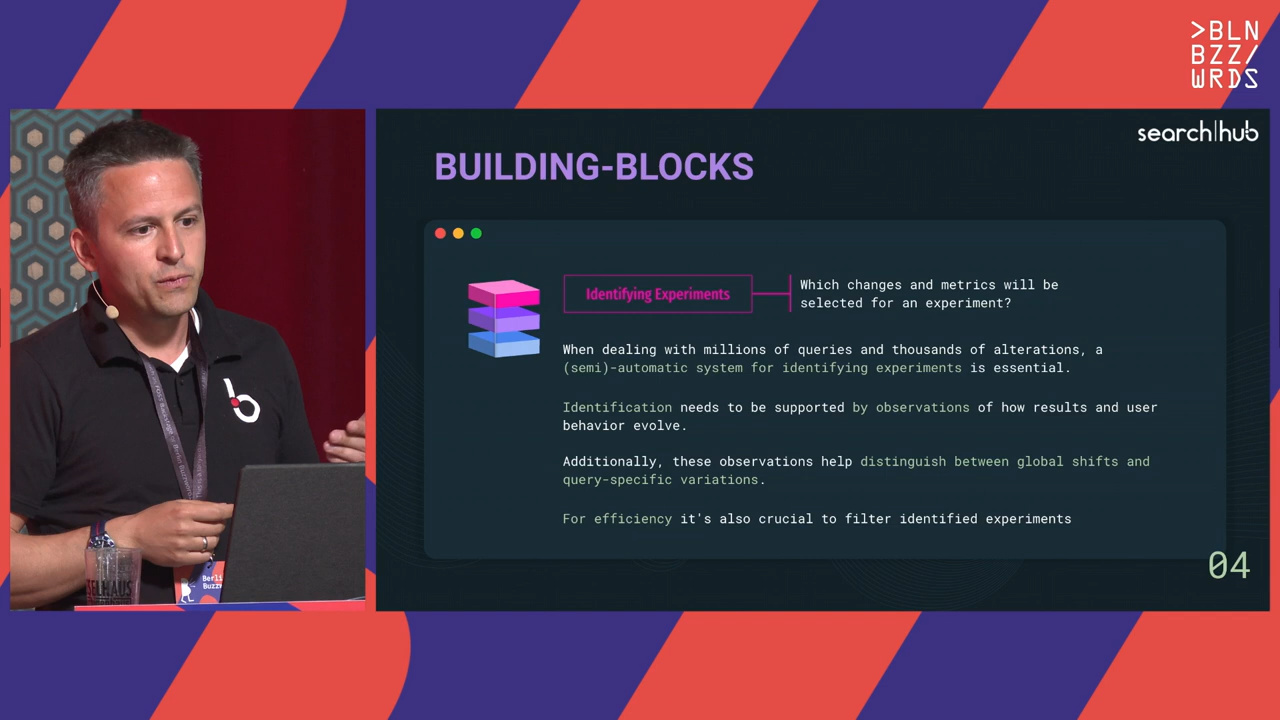 >BLN
BZZ/
WRDS
search|hub
BUILDING-BLOCKS
Identifying Experiments
Which changes and metrics will be
selected for an experiment?
When dealing with millions of queries and thousands of alterations, a
(semi)-automatic system for identifying experiments is essential.
Identification needs to be supported by observations of how results and user
behavior evolve.
Additionally, these observations help distinguish between global shifts and
query-specific variations.
For efficiency it's also crucial to filter identified experiments
04
b
Berli
Buzzw